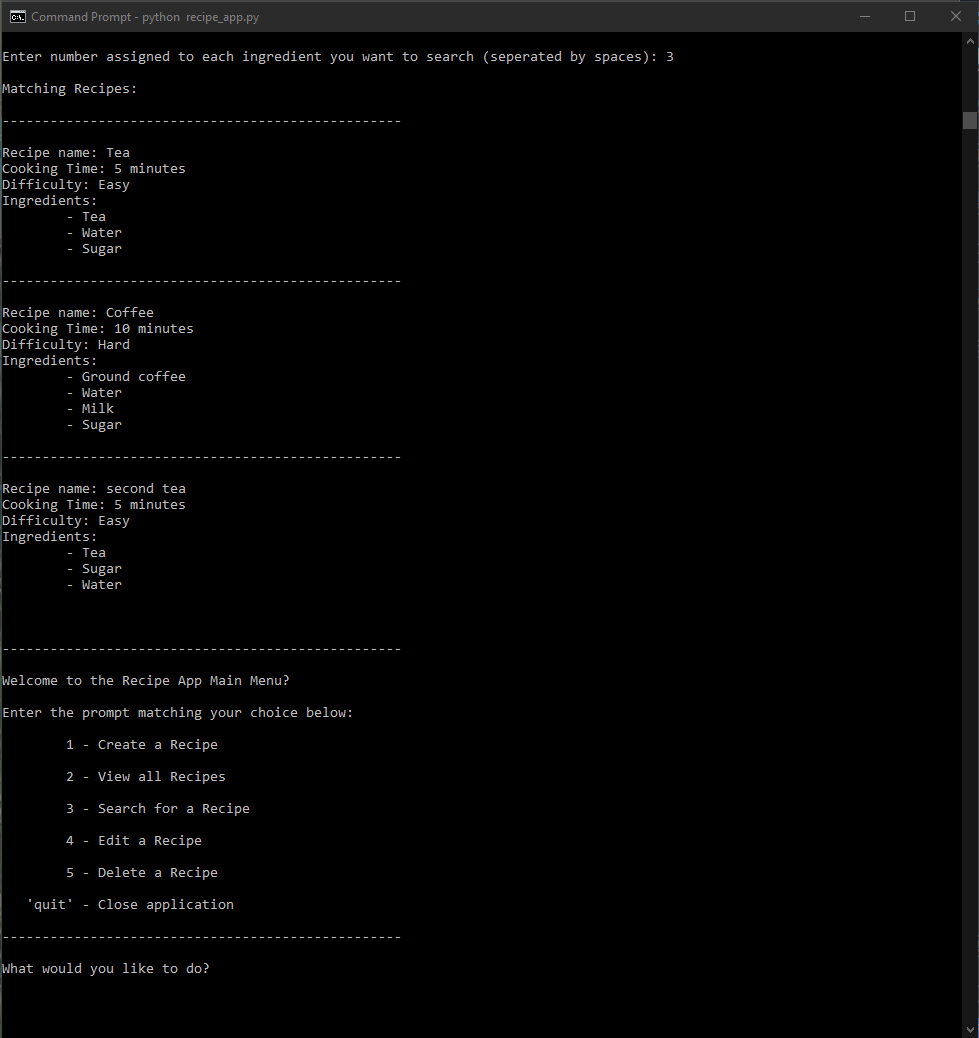 Command Prompt - python recipe_app.py
Enter number assigned to each ingredient you want to search (seperated by spaces): 3
Matching Recipes:
--------------------------------------------------
Recipe name: Tea
Cooking Time: 5 minutes
Difficulty: Easy
Ingredients:
- Tea
- Water
- Sugar
--------------------------------------------------
Recipe name: Coffee
Cooking Time: 10 minutes
Difficulty: Hard
Ingredients:
- Ground coffee
- Water
- Milk
- Sugar
--------------------------------------------------
Recipe name: second tea
Cooking Time: 5 minutes
Difficulty: Easy
Ingredients:
- Tea
- Sugar
- Water
--------------------------------------------------
Welcome to the Recipe App Main Menu?
Enter the prompt matching your choice below:
1 - Create a Recipe
2 - View all Recipes
3 - Search for a Recipe
4 - Edit a Recipe
5 - Delete a Recipe
'quit' - Close application
--------------------------------------------------
What would you like to do?